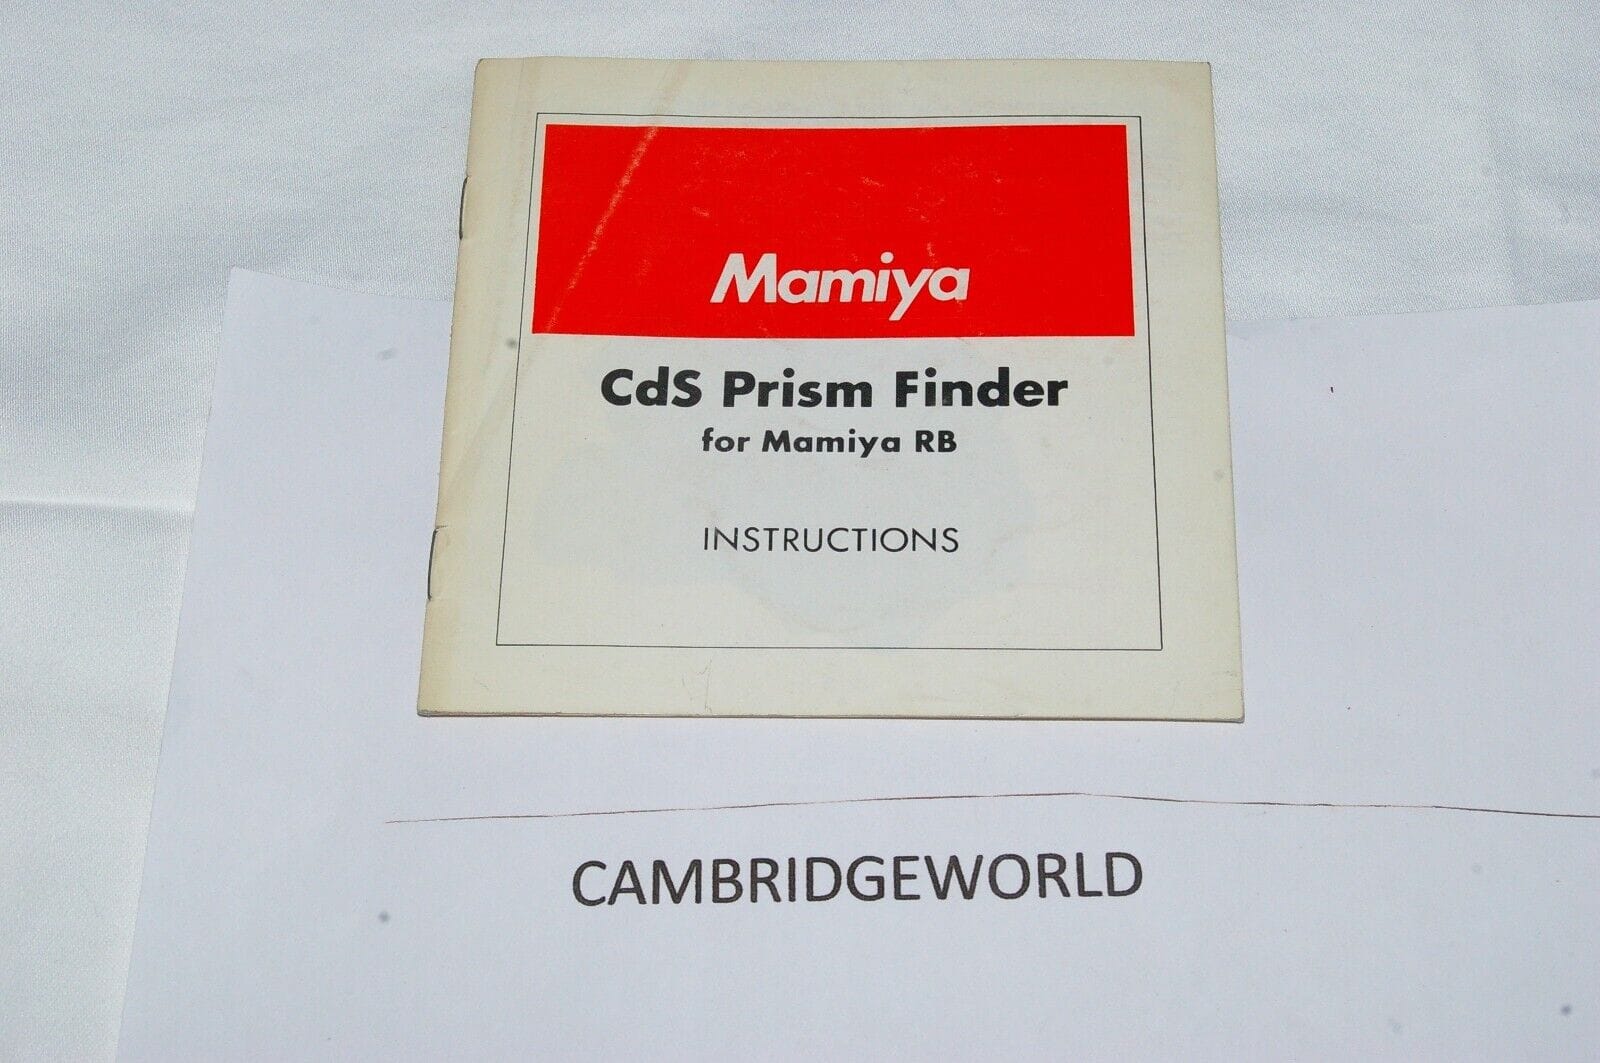 Mamiya
CdS Prism Finder
for Mamiya RB
INSTRUCTIONS
CAMBRIDGEWORLD